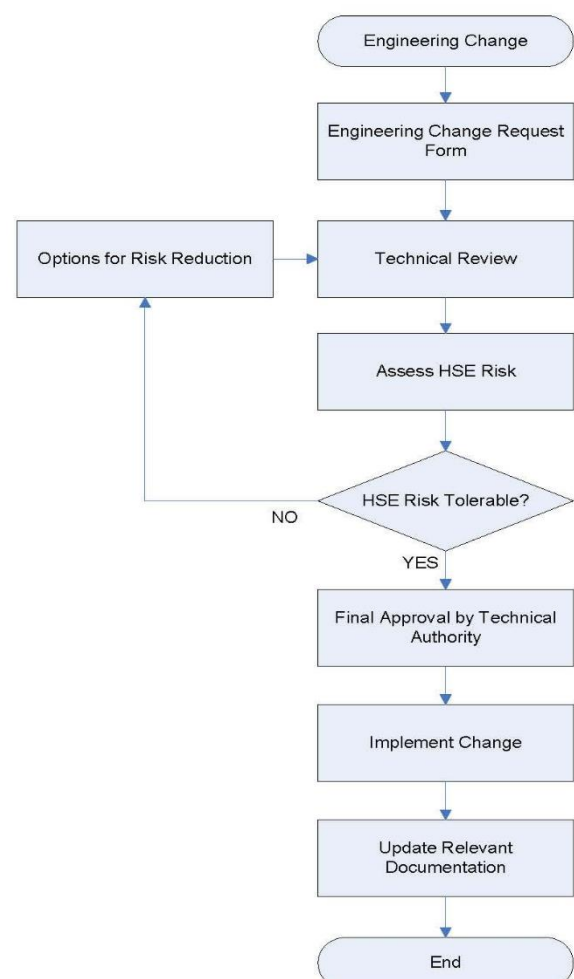 Engineering Change
Engineering Change Request
Form
Options for Risk Reduction
Technical Review
Assess HSE Risk
HSE Risk Tolerable?
NO
YES
Final Approval by Technical
Authority
Implement Change
Update Relevant
Documentation
End